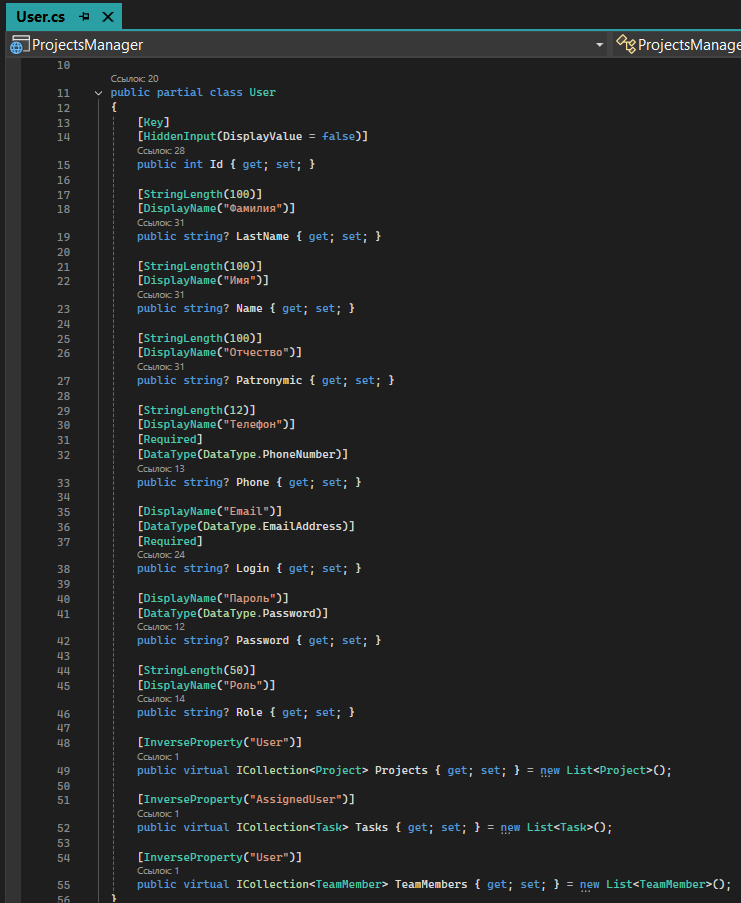 User.cs
ProjectsManager
ProjectsManage
10
Ссылок: 20
11 public partial class User
12 {
13 [Key]
14 [HiddenInput(DisplayValue = false)]
Ссылок: 28
15 public int Id { get; set; }
16
17 [StringLength(100)]
18 [DisplayName("Фамилия")]
Ссылок: 31
19 public string? LastName { get; set; }
20
21 [StringLength(100)]
22 [DisplayName("Имя")]
Ссылок: 31
23 public string? Name { get; set; }
24
25 [StringLength(100)]
26 [DisplayName("Отчество")]
Ссылок: 31
27 public string? Patronymic { get; set; }
28
29 [StringLength(12)]
30 [DisplayName("Телефон")]
31 [Required]
32 [DataType(DataType.PhoneNumber)]
Ссылок: 13
33 public string? Phone { get; set; }
34
35 [DisplayName("Email")]
36 [DataType(DataType.EmailAddress)]
37 [Required]
Ссылок: 24
38 public string? Login { get; set; }
39
40 [DisplayName("Пароль")]
41 [DataType(DataType.Password)]
Ссылок: 12
42 public string? Password { get; set; }
43
44 [StringLength(50)]
45 [DisplayName("Роль")]
Ссылок: 14
46 public string? Role { get; set; }
47
48 [InverseProperty("User")]
Ссылок: 1
49 public virtual ICollection<Project> Projects { get; set; } = new List<Project>();
50
51 [InverseProperty("AssignedUser")]
Ссылок: 1
52 public virtual ICollection<Task> Tasks { get; set; } = new List<Task>();
53
54 [InverseProperty("User")]
Ссылок: 1
55 public virtual ICollection<TeamMember> TeamMembers { get; set; } = new List<TeamMember>();
56 }